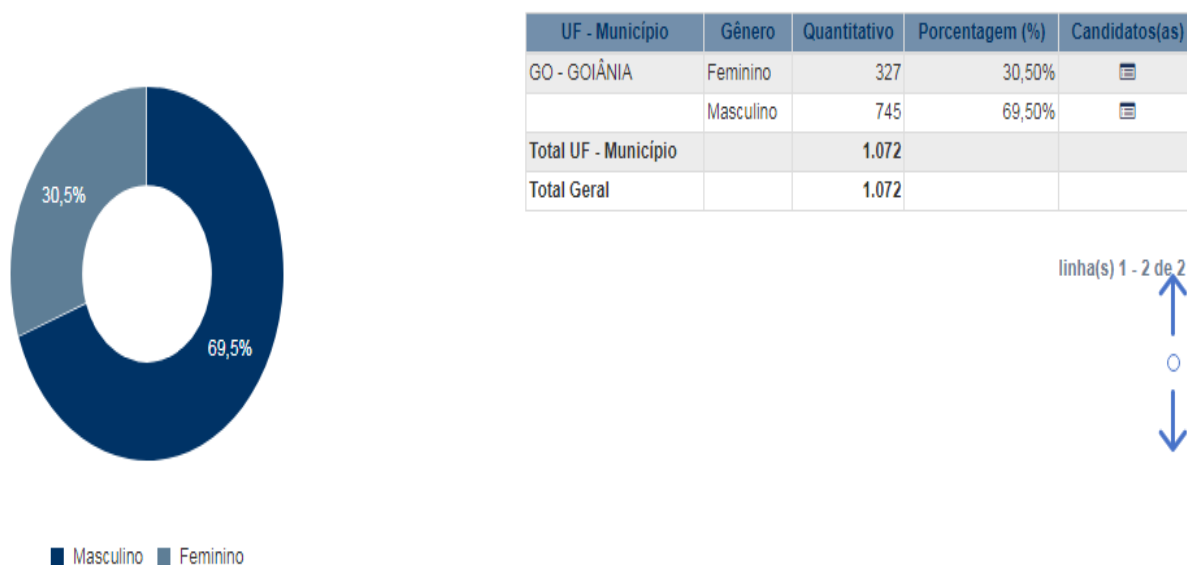 UF - Município Gênero Quantitativo Porcentagem (%) Candidatos(as)
GO - GOIÂNIA Feminino 327 30,50%
Masculino 745 69,50%
Total UF - Município 1.072
Total Geral 1.072
linha(s) 1 - 2 de 2
30,5%
69,5%
Masculino Feminino